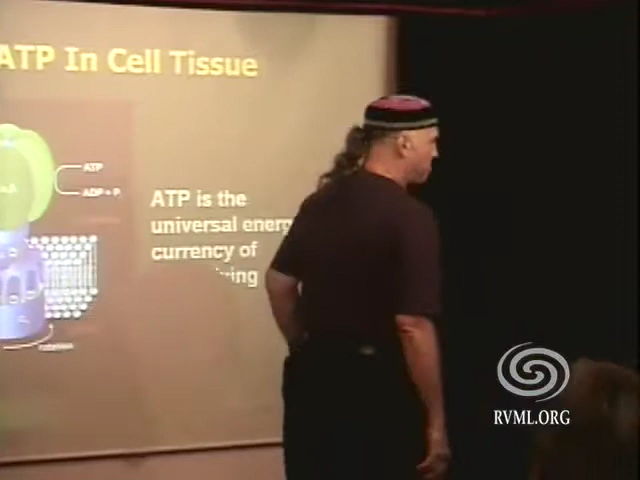 ATP In Cell Tissue
ATP
ADP + P
ATP is the
universal energ
currency of
RVML.ORG